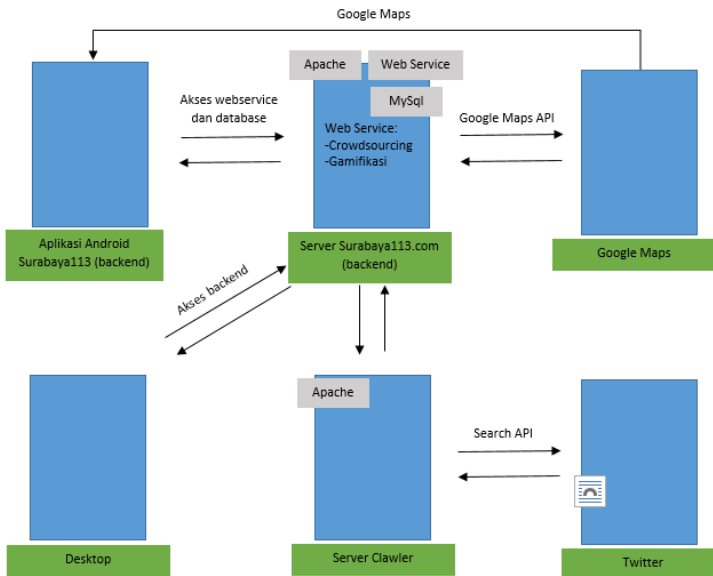 Google Maps
Apache
Web Service
MySql
Akses webservice
dan database
Web Service:
-Crowdsourcing
-Gamifikasi
Google Maps API
Aplikasi Android
Surabaya113 (backend)
Server Surabaya113.com
(backend)
Google Maps
Akses backend
Apache
Search API
Desktop
Server Clawler
Twitter